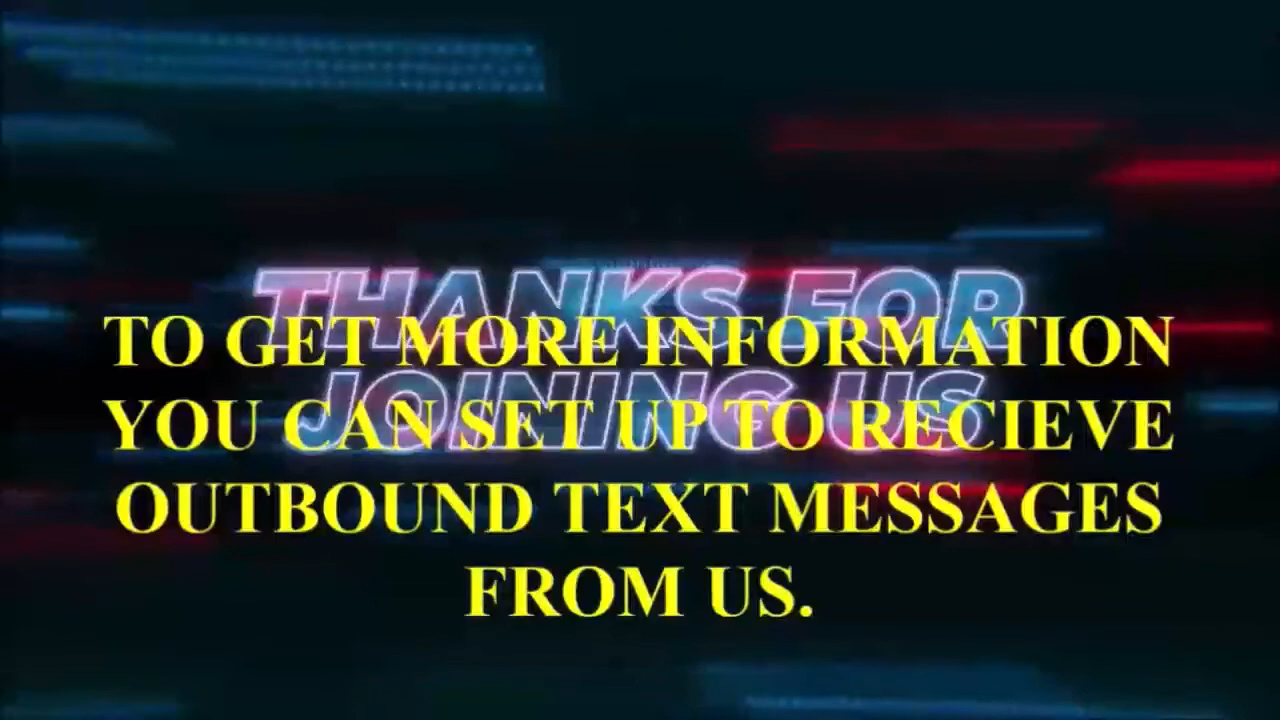 THANKS FOR
JOINING US
TO GET MORE INFORMATION
YOU CAN SET UP TO RECIEVE
OUTBOUND TEXT MESSAGES
FROM US.